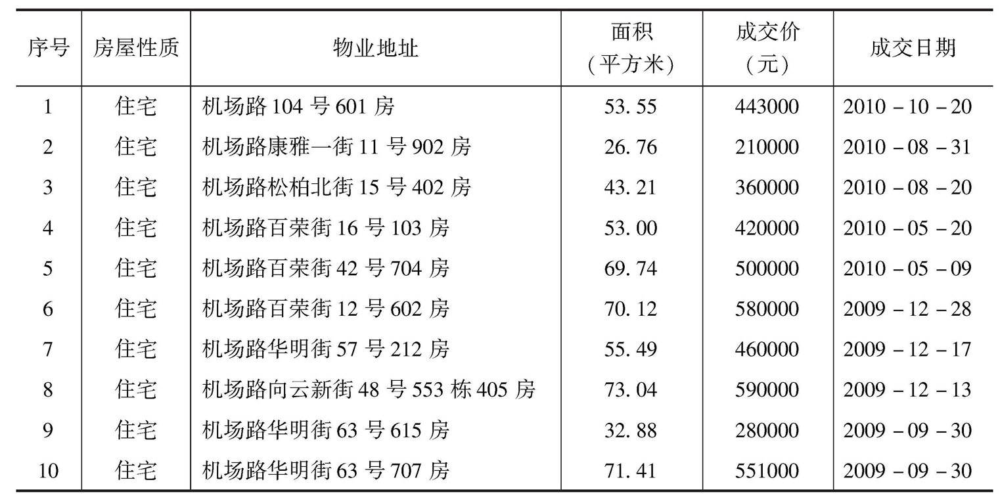 序号 房屋性质 物业地址 面积(平方米) 成交价(元) 成交日期
1 住宅 机场路104号601房 53.55 443000 2010-10-20
2 住宅 机场路康雅一街11号902房 26.76 210000 2010-08-31
3 住宅 机场路松柏北街15号402房 43.21 360000 2010-08-20
4 住宅 机场路百荣街16号103房 53.00 420000 2010-05-20
5 住宅 机场路百荣街42号704房 69.74 500000 2010-05-09
6 住宅 机场路百荣街12号602房 70.12 580000 2009-12-28
7 住宅 机场路华明街57号212房 55.49 460000 2009-12-17
8 住宅 机场路向云新街48号553栋405房 73.04 590000 2009-12-13
9 住宅 机场路华明街63号615房 32.88 280000 2009-09-30
10 住宅 机场路华明街63号707房 71.41 551000 2009-09-30